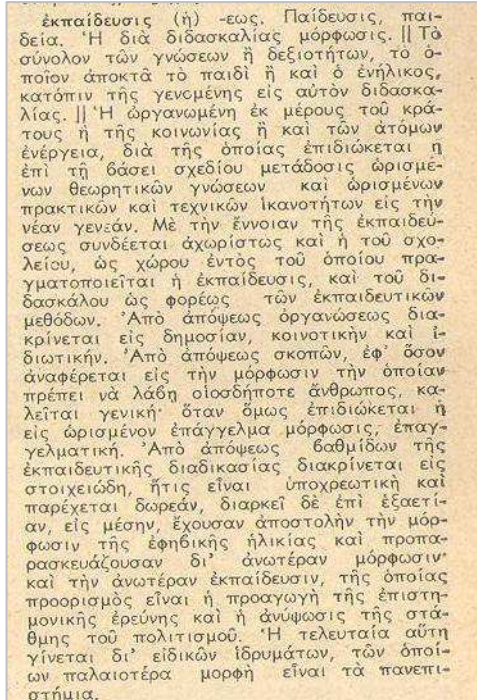 ἐκπαίδευσις (ἡ) -εως. Παίδευσις, παι-
δεία. Ἡ διὰ διδασκαλίας μόρφωσις. || Τὸ
σύνολον τῶν γνώσεων ἢ δεξιοτήτων, τὸ ὁ-
ποῖον ἀποκτᾶ τὸ παιδὶ ἢ καὶ ὁ ἐνήλικος,
κατόπιν τῆς γενομένης εἰς αὐτὸν διδασκα-
λίας. || Ἡ ὠργανωμένη ἐκ μέρους τοῦ κρά-
τους ἢ τῆς κοινωνίας ἢ καὶ τῶν ἀτόμων
ἐνέργεια, διὰ τῆς ὁποίας ἐπιδιώκεται ἡ
ἐπὶ τῇ βάσει σχεδίου μετάδοσις ὡρισμέ-
νων θεωρητικῶν γνώσεων καὶ ὡρισμένων
πρακτικῶν καὶ τεχνικῶν ἱκανοτήτων εἰς τὴν
νέαν γενεάν. Μὲ τὴν ἔννοιαν τῆς ἐκπαιδεύ-
σεως συνδέεται ἀχωρίστως καὶ ἡ τοῦ σχο-
λείου, ὡς χώρου ἐντὸς τοῦ ὁποίου πρα-
γματοποιεῖται ἡ ἐκπαίδευσις, καὶ τοῦ δι-
δασκάλου ὡς φορέως τῶν ἐκπαιδευτικῶν
μεθόδων. Ἀπὸ ἀπόψεως ὀργανώσεως δια-
κρίνεται εἰς δημοσίαν, κοινοτικὴν καὶ ἰ-
διωτικήν. Ἀπὸ ἀπόψεως σκοπῶν, ἐφ' ὅσον
ἀναφέρεται εἰς τὴν μόρφωσιν τὴν ὁποίαν
πρέπει νὰ λάβῃ οἱοσδήποτε ἄνθρωπος, κα-
λεῖται γενική· ὅταν ὅμως ἐπιδιώκεται ἡ
εἰς ὡρισμένον ἐπάγγελμα μόρφωσις, ἐπαγ-
γελματική. Ἀπὸ ἀπόψεως βαθμίδων τῆς
ἐκπαιδευτικῆς διαδικασίας διακρίνεται εἰς
στοιχειώδη, ἥτις εἶναι ὑποχρεωτικὴ καὶ
παρέχεται δωρεάν, διαρκεῖ δὲ ἐπὶ ἑξαετί-
αν, εἰς μέσην, ἔχουσαν ἀποστολὴν τὴν μόρ-
φωσιν τῆς ἐφηβικῆς ἡλικίας καὶ προπα-
ρασκευάζουσαν δι' ἀνωτέραν μόρφωσιν·
καὶ τὴν ἀνωτέραν ἐκπαίδευσιν, τῆς ὁποίας
προορισμὸς εἶναι ἡ προαγωγὴ τῆς ἐπιστη-
μονικῆς ἐρεύνης καὶ ἡ ἀνύψωσις τῆς στά-
θμης τοῦ πολιτισμοῦ. Ἡ τελευταία αὕτη
γίνεται δι' εἰδικῶν ἱδρυμάτων, τῶν ὁποί-
ων παλαιοτέρα μορφὴ εἶναι τὰ πανεπι-
στήμια.